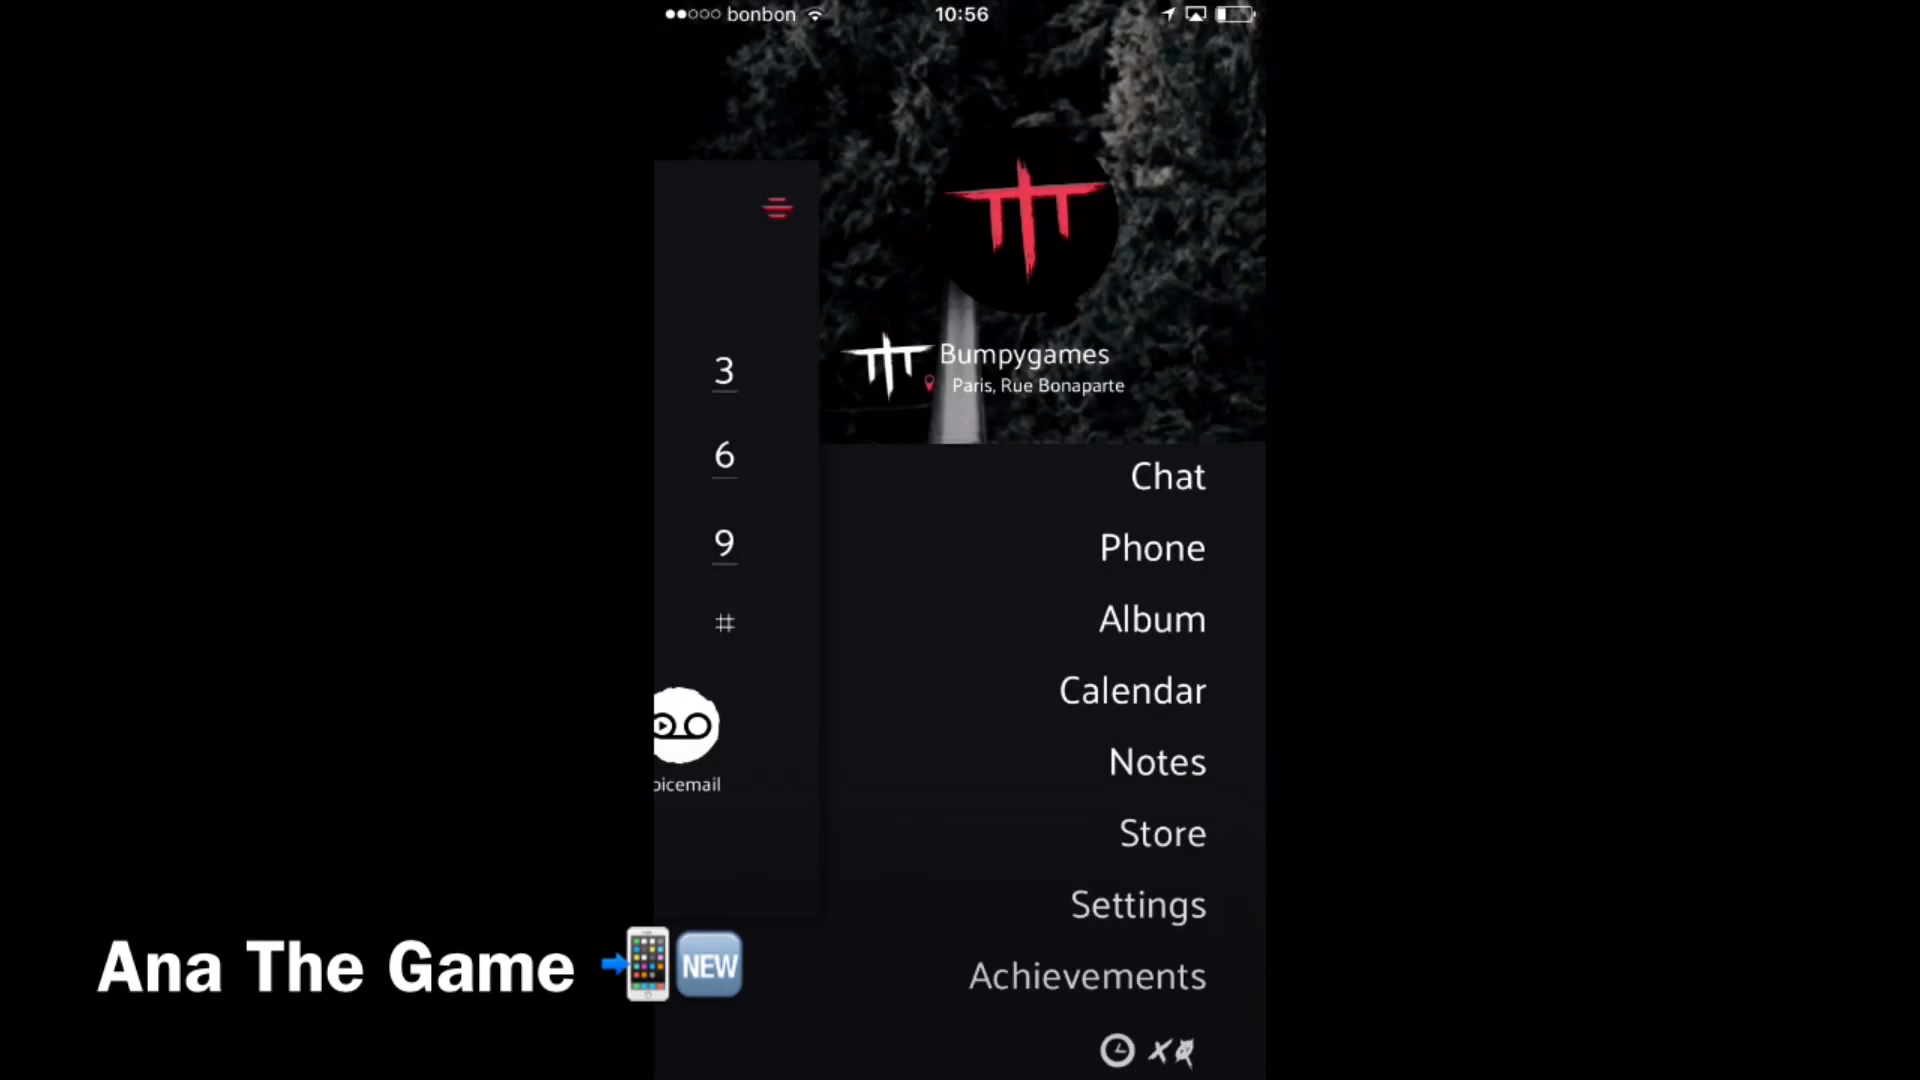 bonbon 10:56
Bumpygames
Paris, Rue Bonaparte
3
6
9
#
oicemail
Chat
Phone
Album
Calendar
Notes
Store
Settings
Achievements
Ana The Game NEW